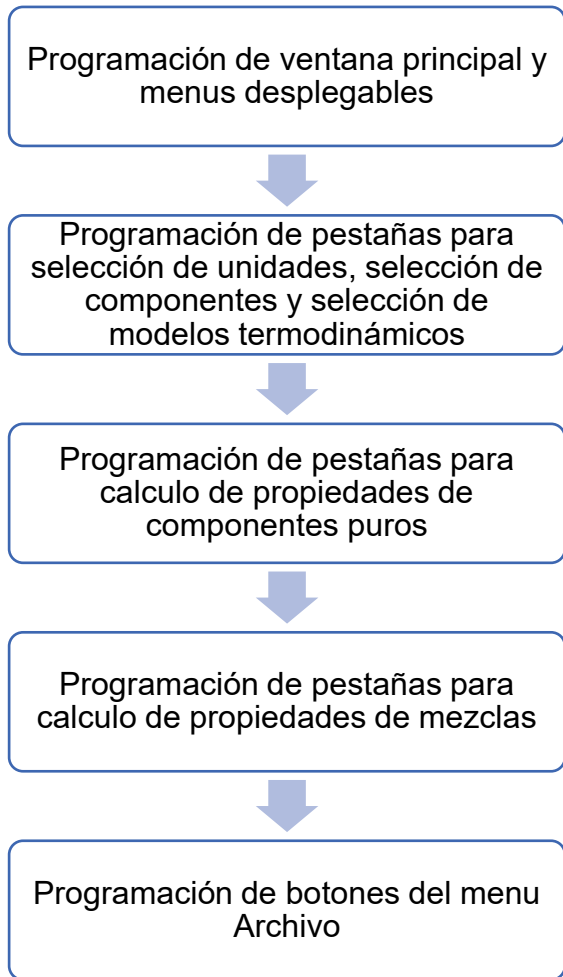 Programación de ventana principal y
menus desplegables
Programación de pestañas para
selección de unidades, selección de
componentes y selección de
modelos termodinámicos
Programación de pestañas para
calculo de propiedades de
componentes puros
Programación de pestañas para
calculo de propiedades de mezclas
Programación de botones del menu
Archivo